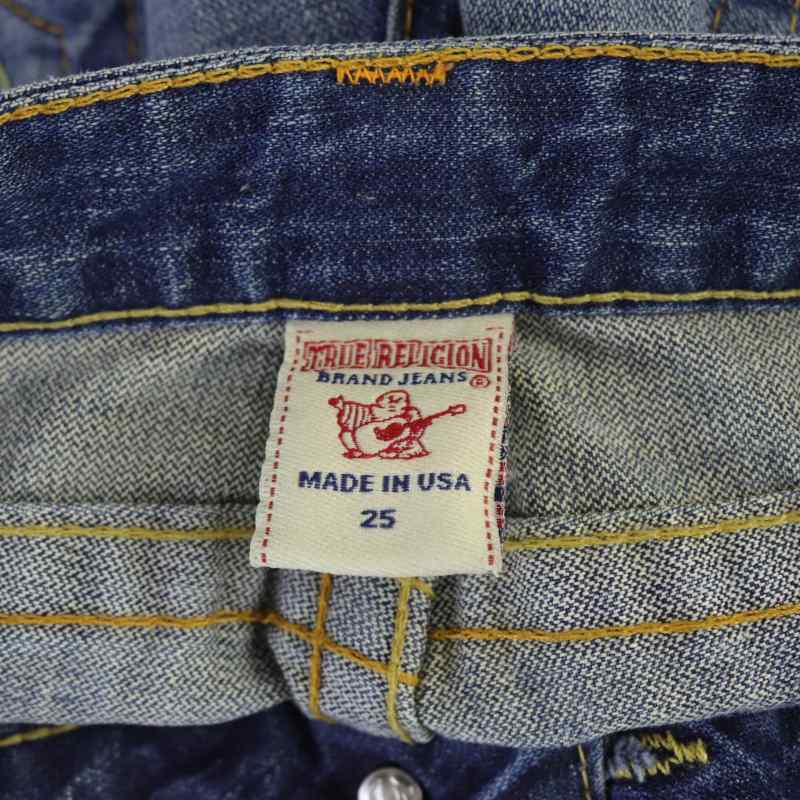 TRUE RELIGION
BRAND JEANS®
MADE IN USA
25